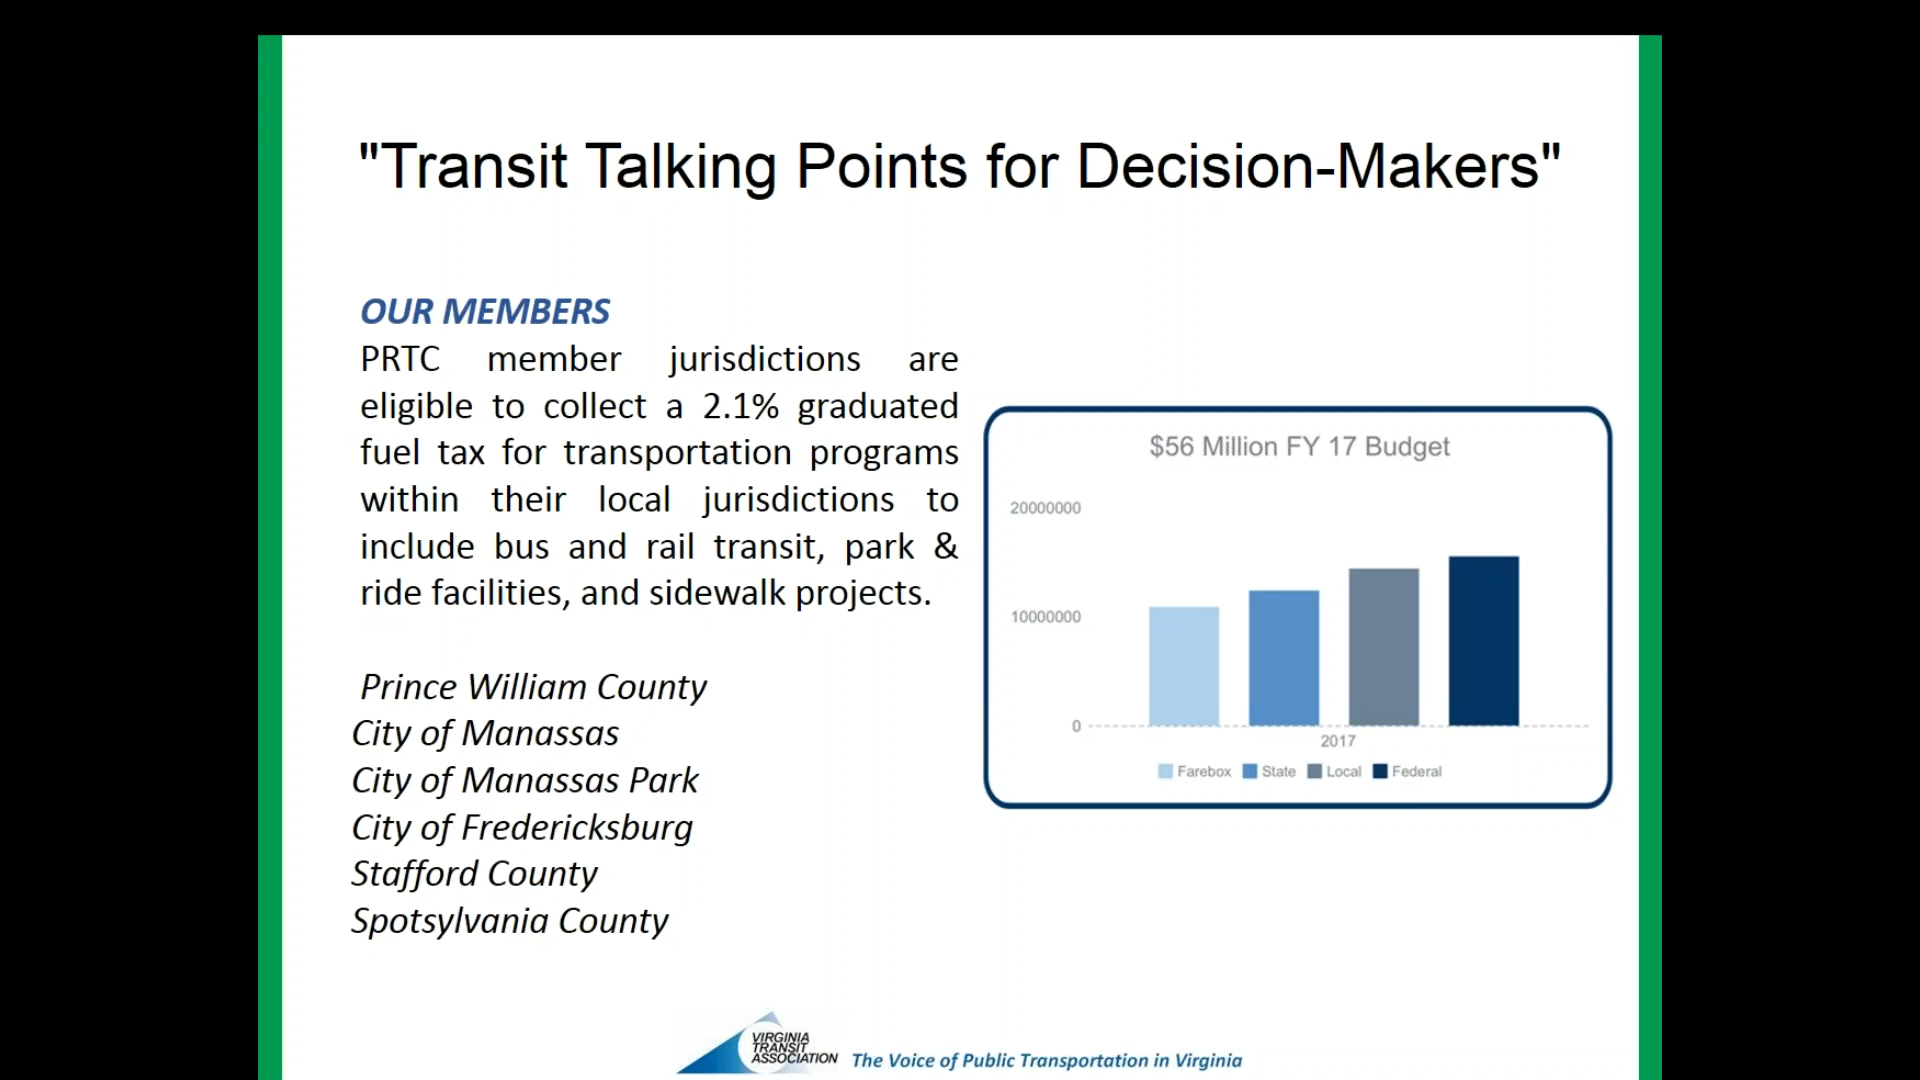 "Transit Talking Points for Decision-Makers"
OUR MEMBERS
PRTC member jurisdictions are
eligible to collect a 2.1% graduated
fuel tax for transportation programs
within their local jurisdictions to
include bus and rail transit, park &
ride facilities, and sidewalk projects.
Prince William County
City of Manassas
City of Manassas Park
City of Fredericksburg
Stafford County
Spotsylvania County
$56 Million FY 17 Budget
20000000
10000000
0
2017
Farebox State Local Federal
VIRGINIA
TRANSIT
ASSOCIATION
The Voice of Public Transportation in Virginia